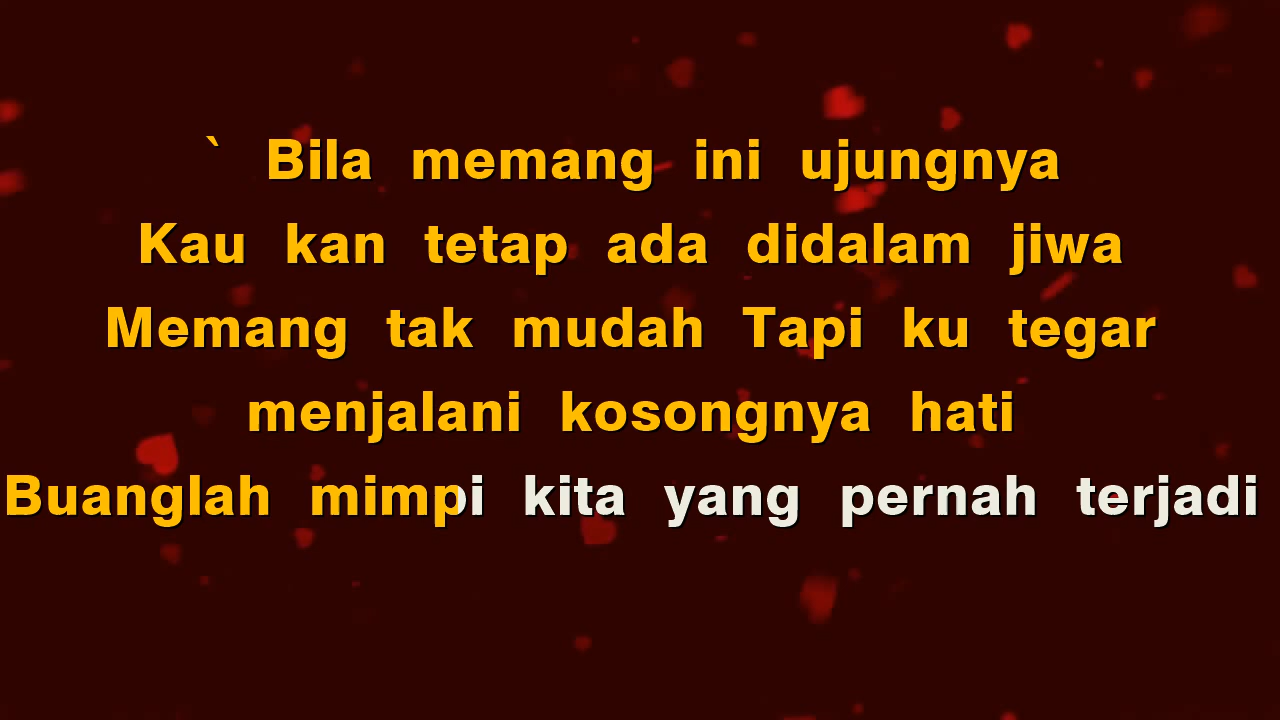 ` Bila memang ini ujungnya
Kau kan tetap ada didalam jiwa
Memang tak mudah Tapi ku tegar
menjalani kosongnya hati
Buanglah mimpi kita yang pernah terjadi